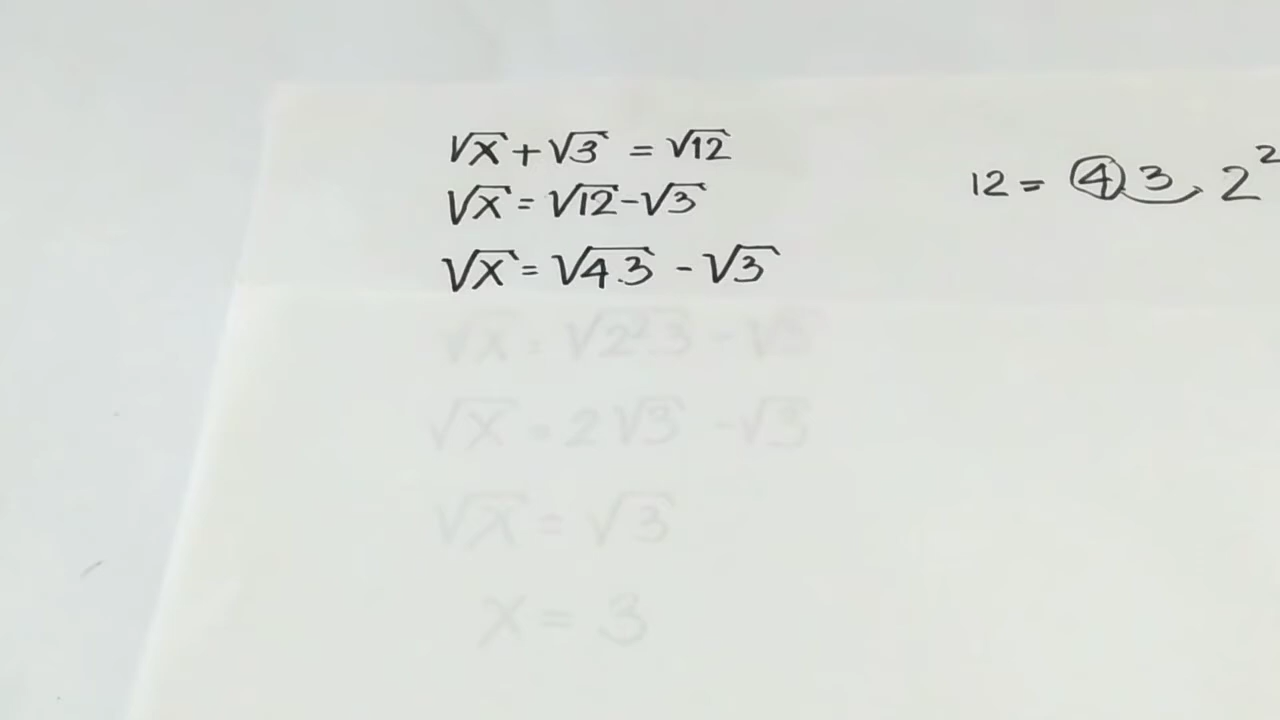 √x + √3 = √12
√x = √12 - √3
√x = √4.3 - √3
12 = 4 3 , 2²
√x = √2².3 - √3
√x = 2√3 - √3
√x = √3
x = 3